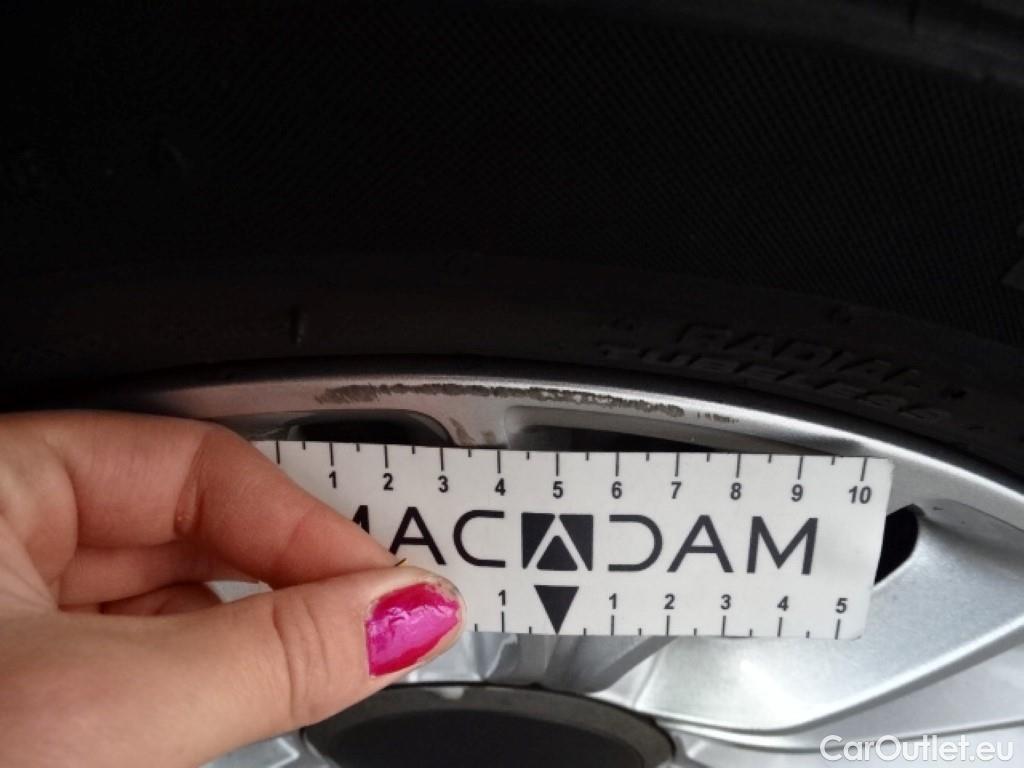 RADIAL
TUBELESS
1 2 3 4 5 6 7 8 9 10
MACADAM
1 1 2 3 4 5
CarOutlet.eu